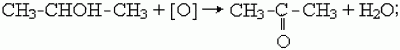 CH₃-CHOH-CH₃ + [O] → CH₃-C-CH₃ + H₂O;
O